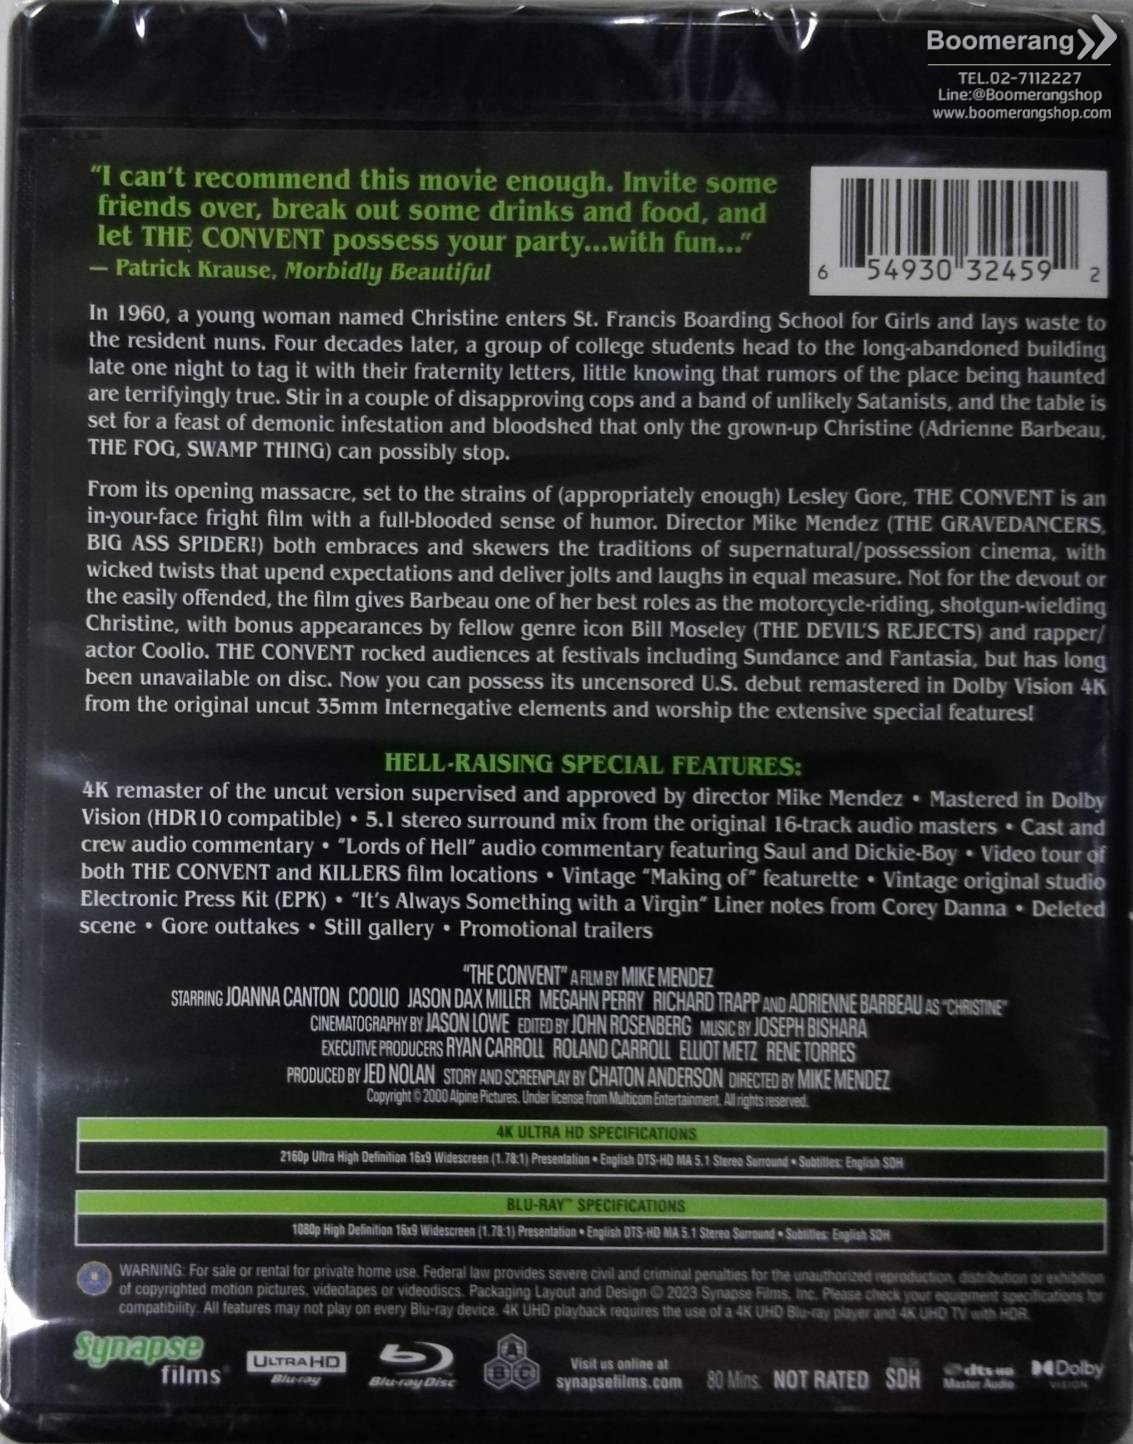 Boomerang
TEL.02-7112227
Line:@Boomerangshop
www.boomerangshop.com
"I can't recommend this movie enough. Invite some
friends over, break out some drinks and food, and
let THE CONVENT possess your party...with fun..."
— Patrick Krause, Morbidly Beautiful
6 54930 32459 2
In 1960, a young woman named Christine enters St. Francis Boarding School for Girls and lays waste to
the resident nuns. Four decades later, a group of college students head to the long-abandoned building
late one night to tag it with their fraternity letters, little knowing that rumors of the place being haunted
are terrifyingly true. Stir in a couple of disapproving cops and a band of unlikely Satanists, and the table is
set for a feast of demonic infestation and bloodshed that only the grown-up Christine (Adrienne Barbeau,
THE FOG, SWAMP THING) can possibly stop.
From its opening massacre, set to the strains of (appropriately enough) Lesley Gore, THE CONVENT is an
in-your-face fright film with a full-blooded sense of humor. Director Mike Mendez (THE GRAVEDANCERS,
BIG ASS SPIDER!) both embraces and skewers the traditions of supernatural/possession cinema, with
wicked twists that upend expectations and deliver jolts and laughs in equal measure. Not for the devout or
the easily offended, the film gives Barbeau one of her best roles as the motorcycle-riding, shotgun-wielding
Christine, with bonus appearances by fellow genre icon Bill Moseley (THE DEVIL'S REJECTS) and rapper/
actor Coolio. THE CONVENT rocked audiences at festivals including Sundance and Fantasia, but has long
been unavailable on disc. Now you can possess its uncensored U.S. debut remastered in Dolby Vision 4K
from the original uncut 35mm Internegative elements and worship the extensive special features!
HELL-RAISING SPECIAL FEATURES:
4K remaster of the uncut version supervised and approved by director Mike Mendez • Mastered in Dolby
Vision (HDR10 compatible) • 5.1 stereo surround mix from the original 16-track audio masters • Cast and
crew audio commentary • "Lords of Hell" audio commentary featuring Saul and Dickie-Boy • Video tour of
both THE CONVENT and KILLERS film locations • Vintage "Making of" featurette • Vintage original studio
Electronic Press Kit (EPK) • "It's Always Something with a Virgin" Liner notes from Corey Danna • Deleted
scene • Gore outtakes • Still gallery • Promotional trailers
"THE CONVENT" A FILM BY MIKE MENDEZ
STARRING JOANNA CANTON COOLIO JASON DAX MILLER MEGAHN PERRY RICHARD TRAPP AND ADRIENNE BARBEAU AS "CHRISTINE"
CINEMATOGRAPHY BY JASON LOWE EDITED BY JOHN ROSENBERG MUSIC BY JOSEPH BISHARA
EXECUTIVE PRODUCERS RYAN CARROLL ROLAND CARROLL ELLIOT METZ RENE TORRES
PRODUCED BY JED NOLAN STORY AND SCREENPLAY BY CHATON ANDERSON DIRECTED BY MIKE MENDEZ
Copyright © 2000 Alpine Pictures. Under license from Multicom Entertainment. All rights reserved.
4K ULTRA HD SPECIFICATIONS
2160p Ultra High Definition 16x9 Widescreen (1.78:1) Presentation • English DTS-HD MA 5.1 Stereo Surround • Subtitles: English SDH
BLU-RAY™ SPECIFICATIONS
1080p High Definition 16x9 Widescreen (1.78:1) Presentation • English DTS-HD MA 5.1 Stereo Surround • Subtitles: English SDH
WARNING: For sale or rental for private home use. Federal law provides severe civil and criminal penalties for the unauthorized reproduction, distribution or exhibition
of copyrighted motion pictures, videotapes or videodiscs. Packaging Layout and Design © 2023 Synapse Films, Inc. Please check your equipment specifications for
compatibility. All features may not play on every Blu-ray device. 4K UHD playback requires the use of a 4K UHD Blu-ray player and 4K UHD TV with HDR.
Synapse films
ULTRA HD Blu-ray
Blu-ray Disc
A B C
Visit us online at
synapsefilms.com
80 Mins. NOT RATED SDH
dts-HD Master Audio
Dolby VISION